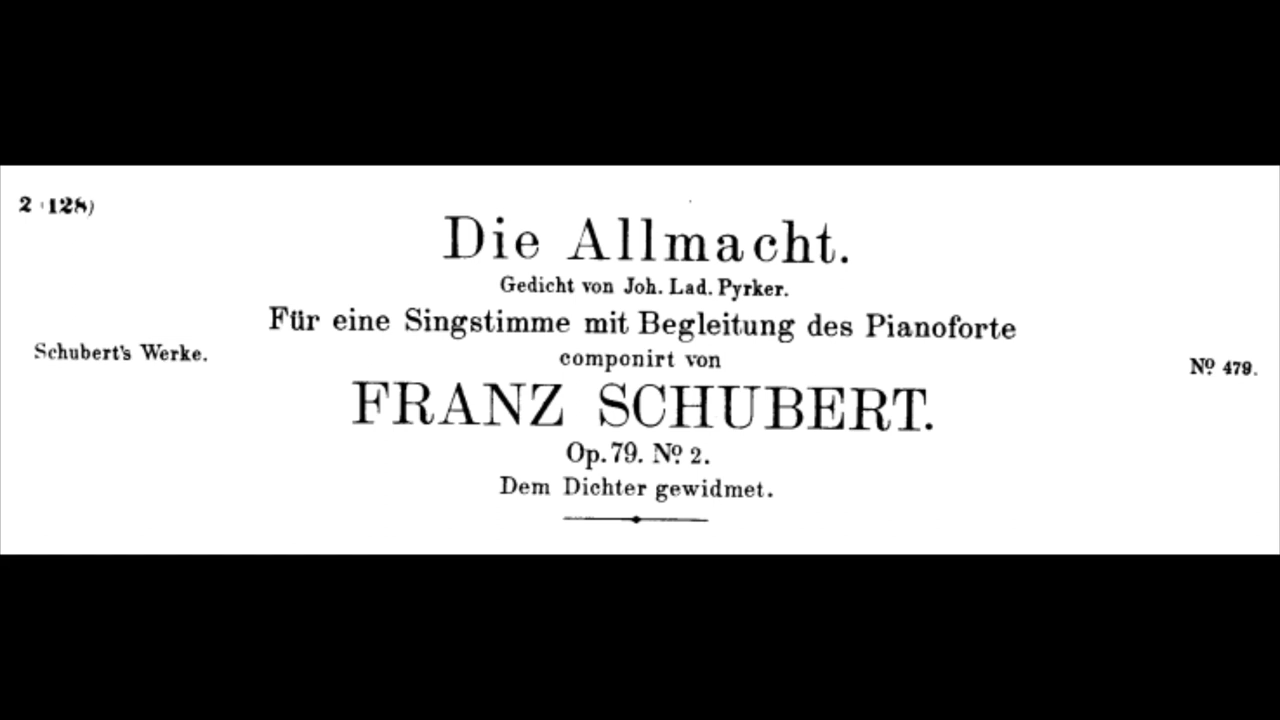 2 (128)
Die Allmacht.
Gedicht von Joh. Lad. Pyrker.
Für eine Singstimme mit Begleitung des Pianoforte
Schubert's Werke.
componirt von
Nº 479.
FRANZ SCHUBERT.
Op. 79. Nº 2.
Dem Dichter gewidmet.